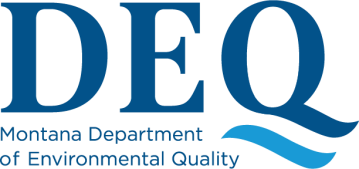 DEQ
Montana Department
of Environmental Quality